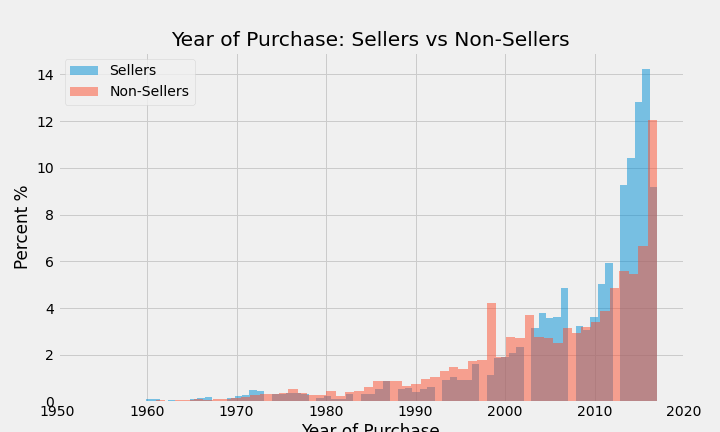 Year of Purchase: Sellers vs Non-Sellers
Sellers
Non-Sellers
Percent %
14
12
10
8
6
4
2
0
1950 1960 1970 1980 1990 2000 2010 2020
Year of Purchase